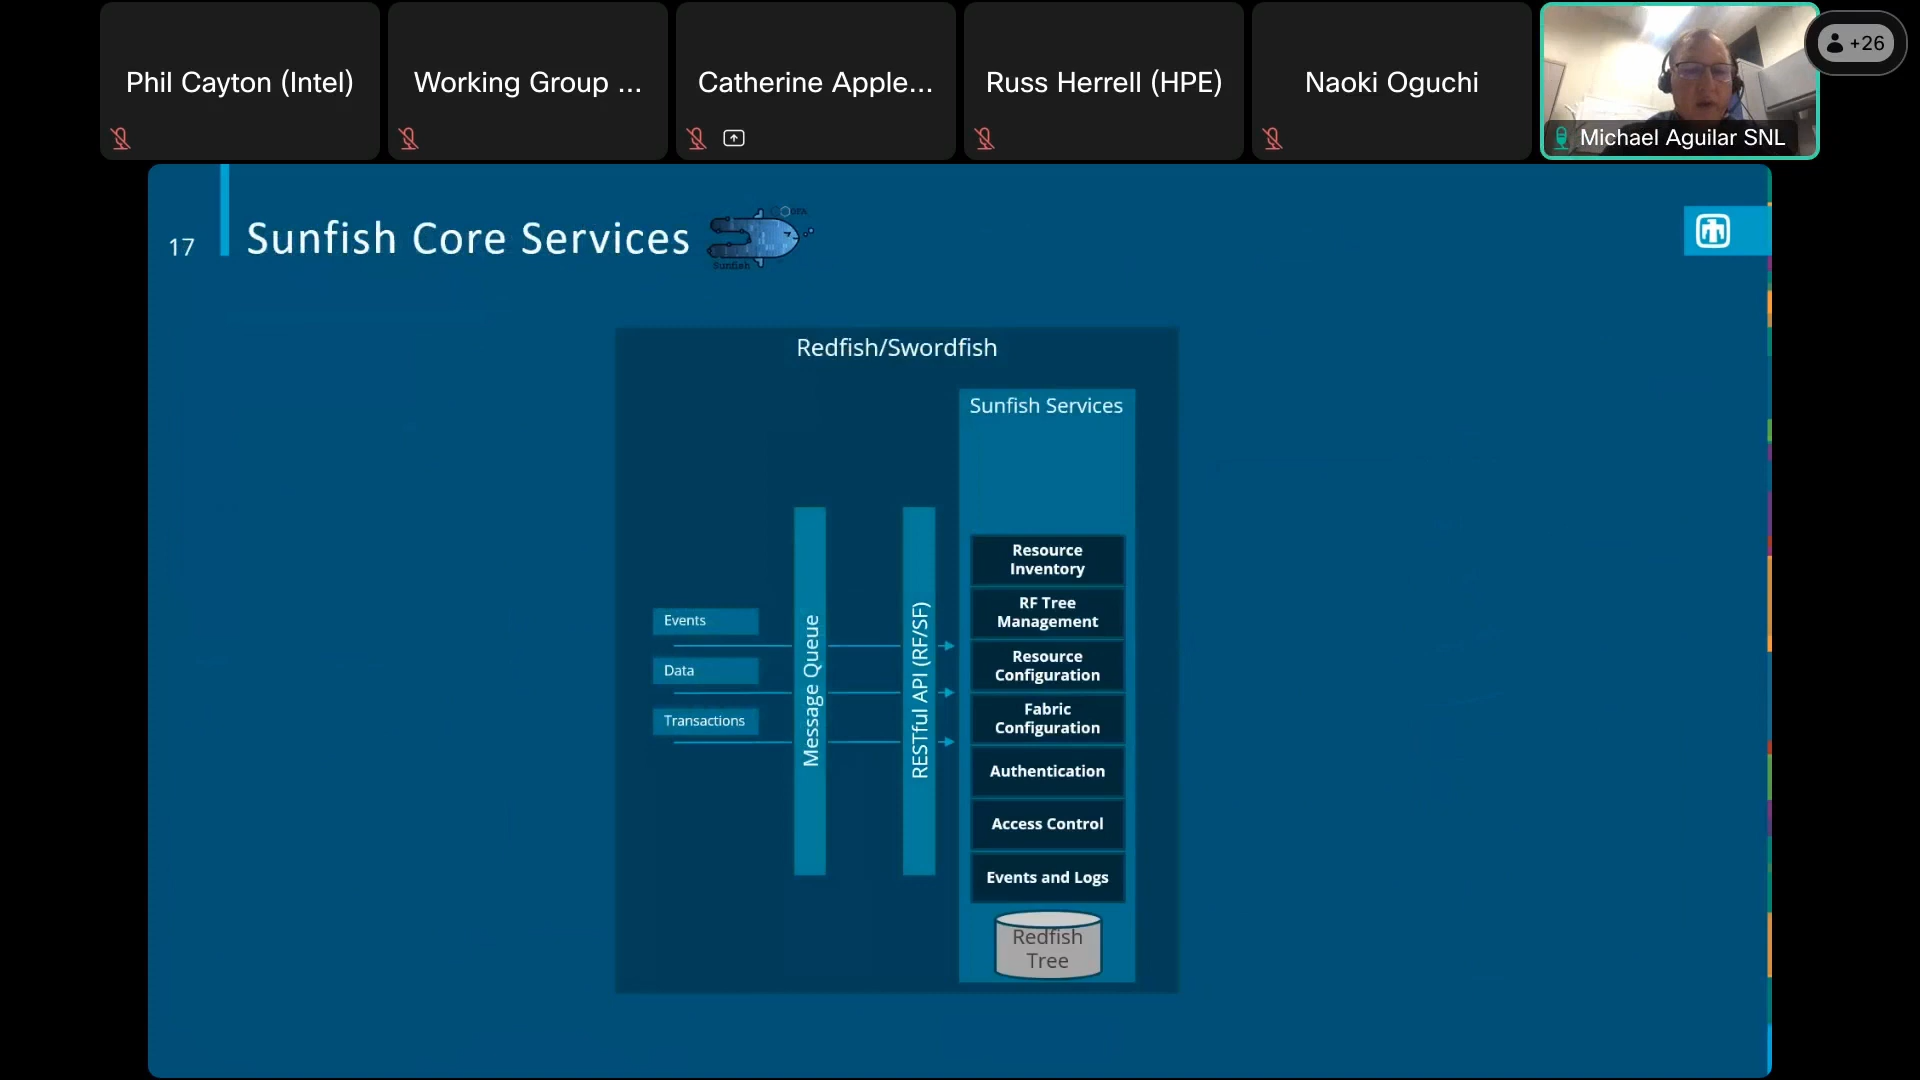 Phil Cayton (Intel)
Working Group ...
Catherine Apple...
Russ Herrell (HPE)
Naoki Oguchi
Michael Aguilar SNL
+26
17
Sunfish Core Services
OFA
Sunfish
Redfish/Swordfish
Sunfish Services
Events
Data
Transactions
Message Queue
RESTful API (RF/SF)
Resource
Inventory
RF Tree
Management
Resource
Configuration
Fabric
Configuration
Authentication
Access Control
Events and Logs
Redfish
Tree